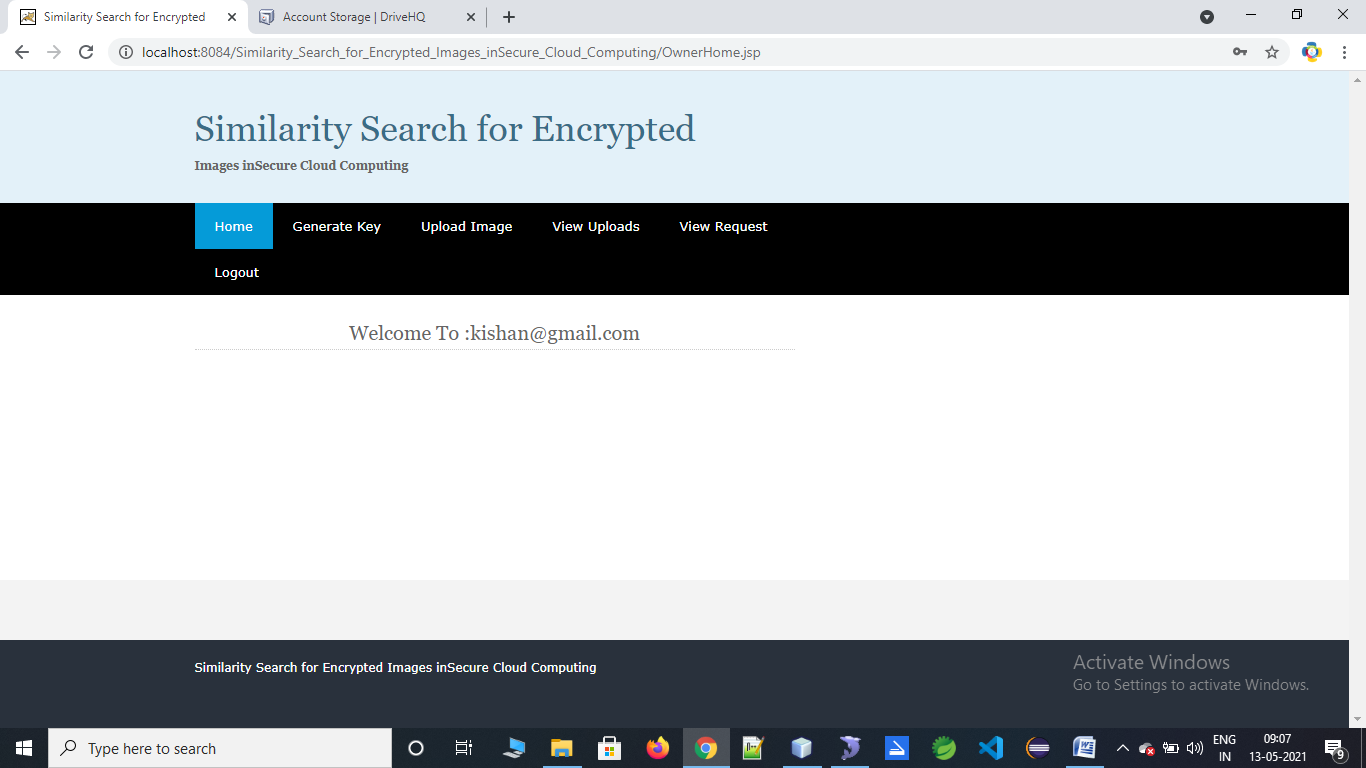 Similarity Search for Encrypted
Account Storage | DriveHQ
localhost:8084/Similarity_Search_for_Encrypted_Images_inSecure_Cloud_Computing/OwnerHome.jsp
Similarity Search for Encrypted
Images inSecure Cloud Computing
Home Generate Key Upload Image View Uploads View Request
Logout
Welcome To :kishan@gmail.com
Similarity Search for Encrypted Images inSecure Cloud Computing
Activate Windows
Go to Settings to activate Windows.
Type here to search
ENG
IN
09:07
13-05-2021
9